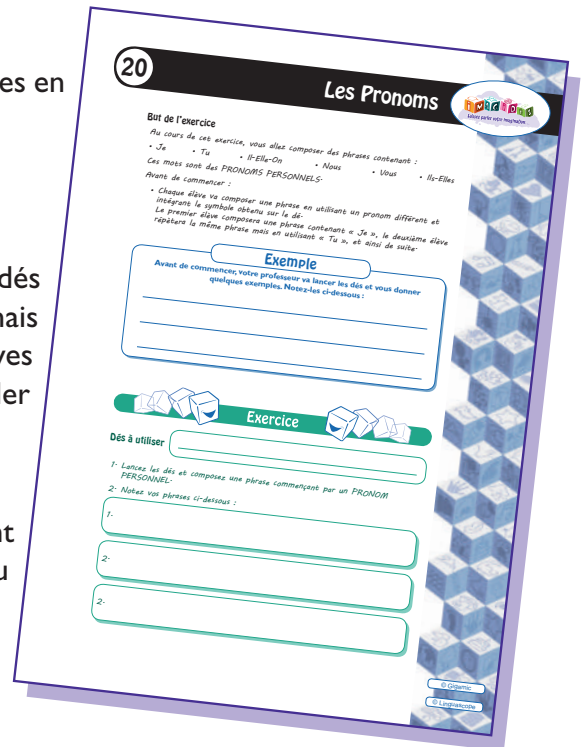 es en
dés
nais
ves
ler
nt
u
20
Les Pronoms
Laissez parler votre imagination
But de l'exercice
Au cours de cet exercice, vous allez composer des phrases contenant :
• Je • Tu • Il-Elle-On • Nous • Vous • Ils-Elles
Ces mots sont des PRONOMS PERSONNELS.
Avant de commencer :
• Chaque élève va composer une phrase en utilisant un pronom différent et
intégrant le symbole obtenu sur le dé.
Le premier élève composera une phrase contenant « Je », le deuxième élève
répètera la même phrase mais en utilisant « Tu », et ainsi de suite.
Exemple
Avant de commencer, votre professeur va lancer les dés et vous donner
quelques exemples. Notez-les ci-dessous :
Exercice
Dés à utiliser
1- Lancez les dés et composez une phrase commençant par un PRONOM
PERSONNEL.
2- Notez vos phrases ci-dessous :
1-
2-
2-
© Gigamic
© Linguascope